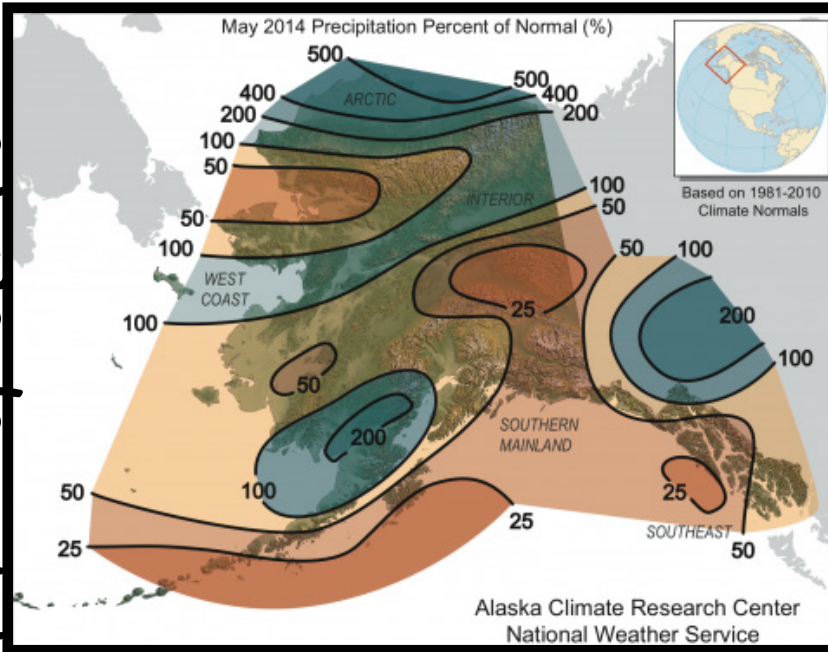 May 2014 Precipitation Percent of Normal (%)
500
500
400
ARCTIC
400
200
200
100
50
Based on 1981-2010
Climate Normals
INTERIOR
100
50
50
100
50
100
WEST
COAST
25
200
100
100
50
SOUTHERN
MAINLAND
200
100
50
25
25
SOUTHEAST
50
25
Alaska Climate Research Center
National Weather Service